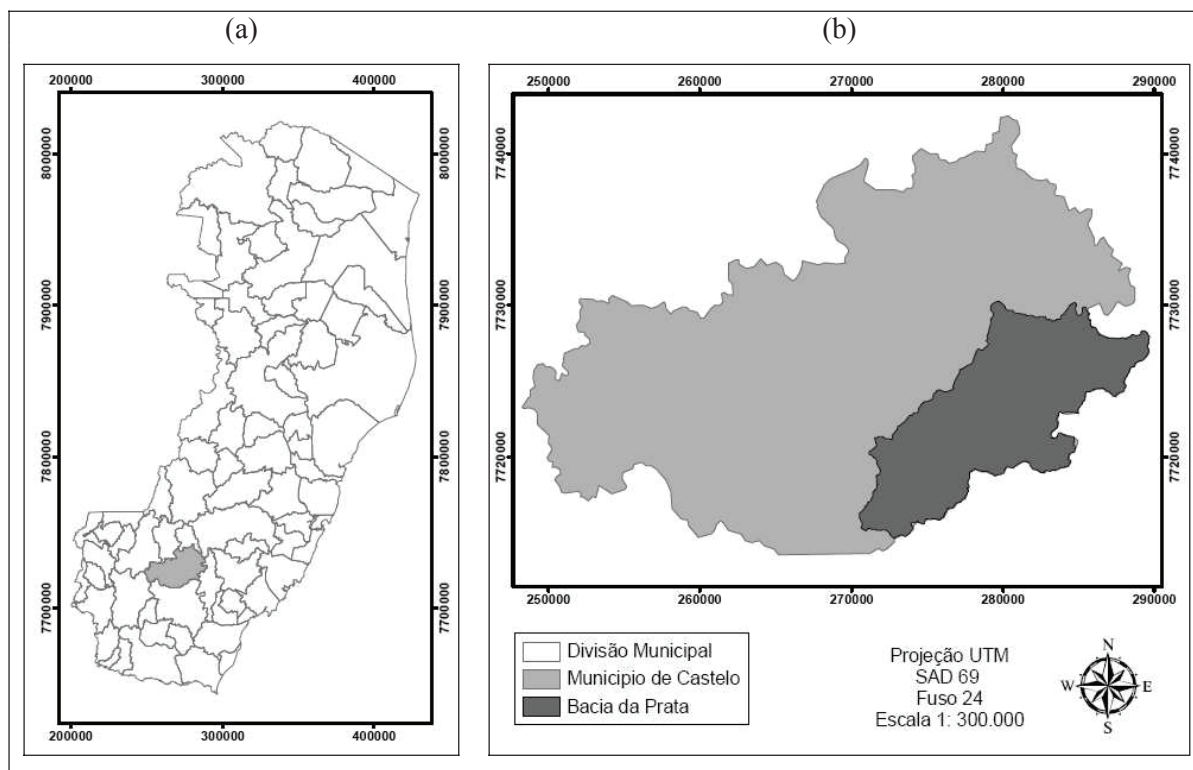 (a)
(b)
200000 300000 400000
8000000 8000000
7900000 7900000
7800000 7800000
7700000 7700000
200000 300000 400000
250000 260000 270000 280000 290000
7740000 7740000
7730000 7730000
7720000 7720000
250000 260000 270000 280000 290000
Divisão Municipal
Municipio de Castelo
Bacia da Prata
Projeção UTM
SAD 69
Fuso 24
Escala 1: 300.000
N
W E
S